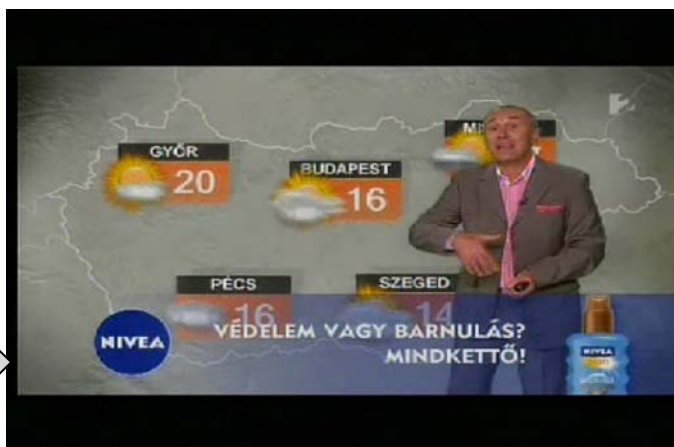 GYŐR
20
BUDAPEST
16
PÉCS
16
SZEGED
14
NIVEA
VÉDELEM VAGY BARNULÁS?
MINDKETTŐ!
NIVEA